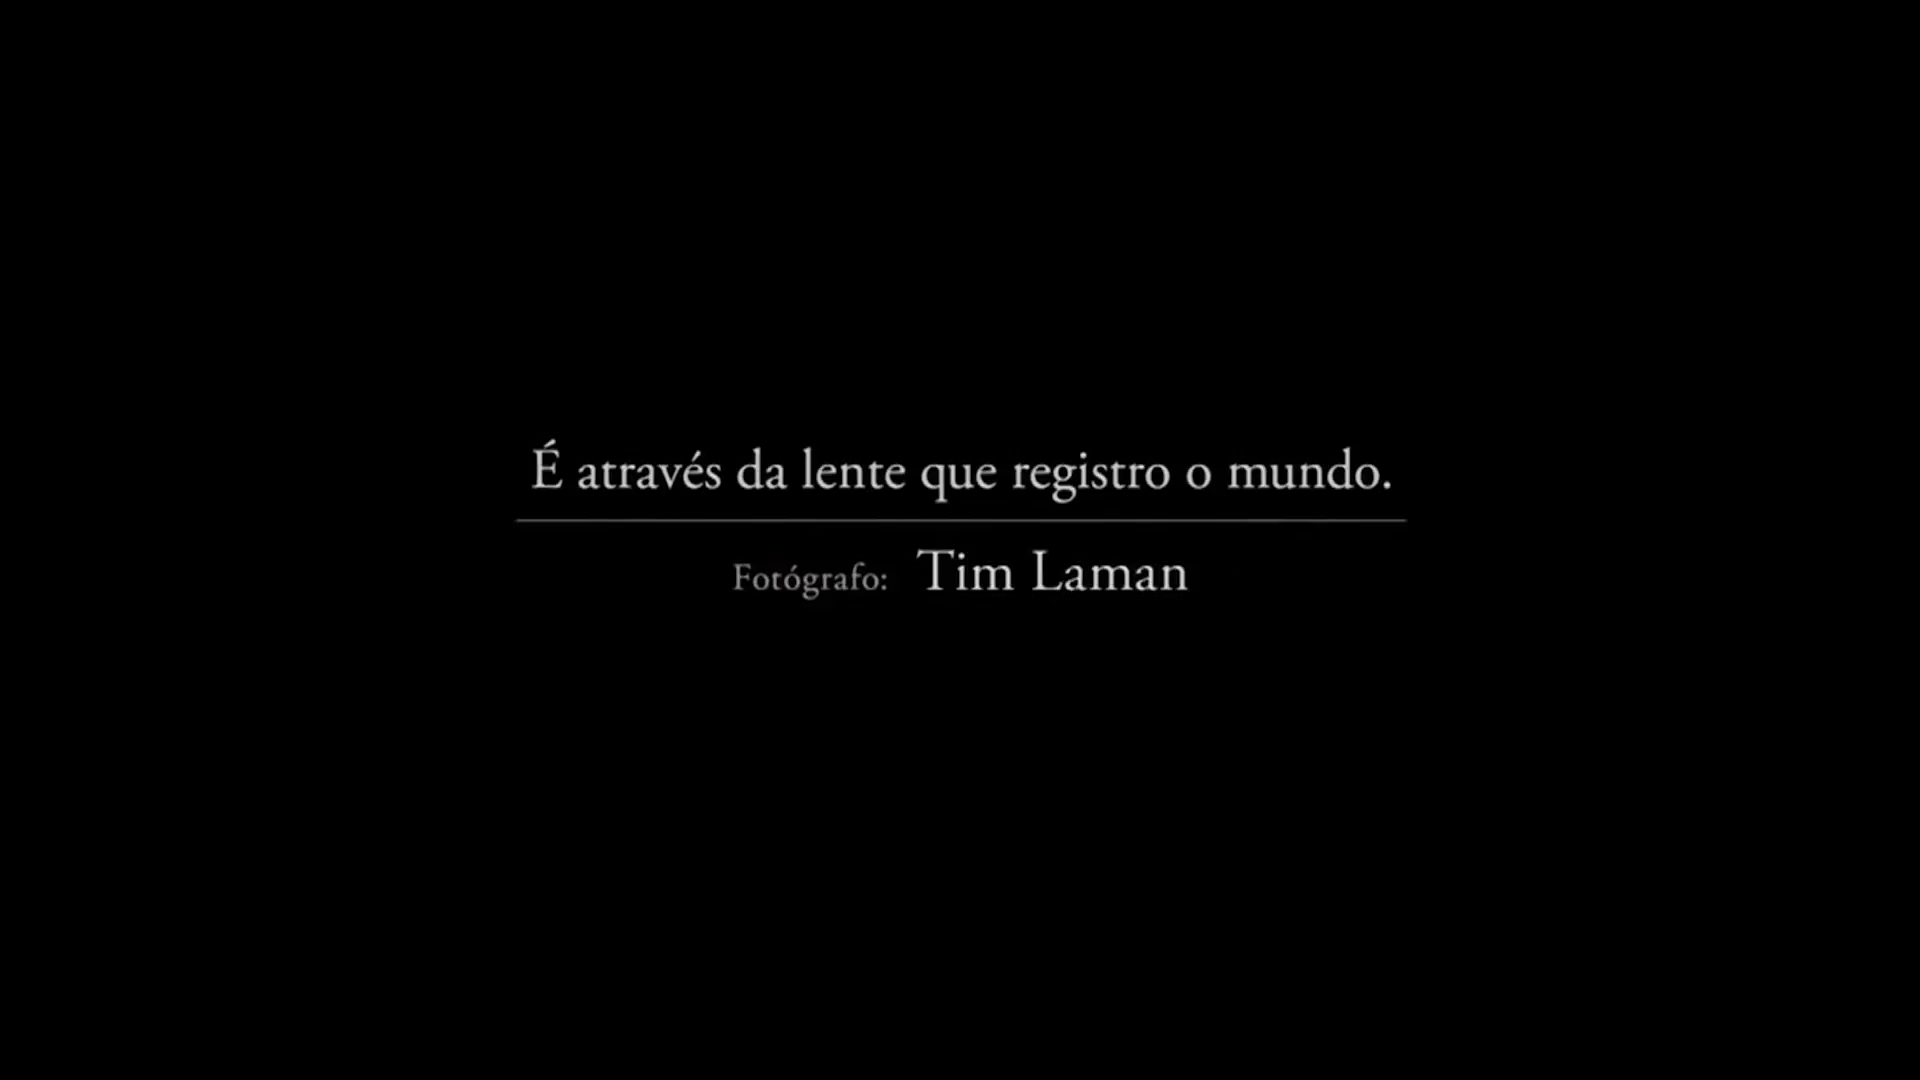 É através da lente que registro o mundo.
Fotógrafo: Tim Laman